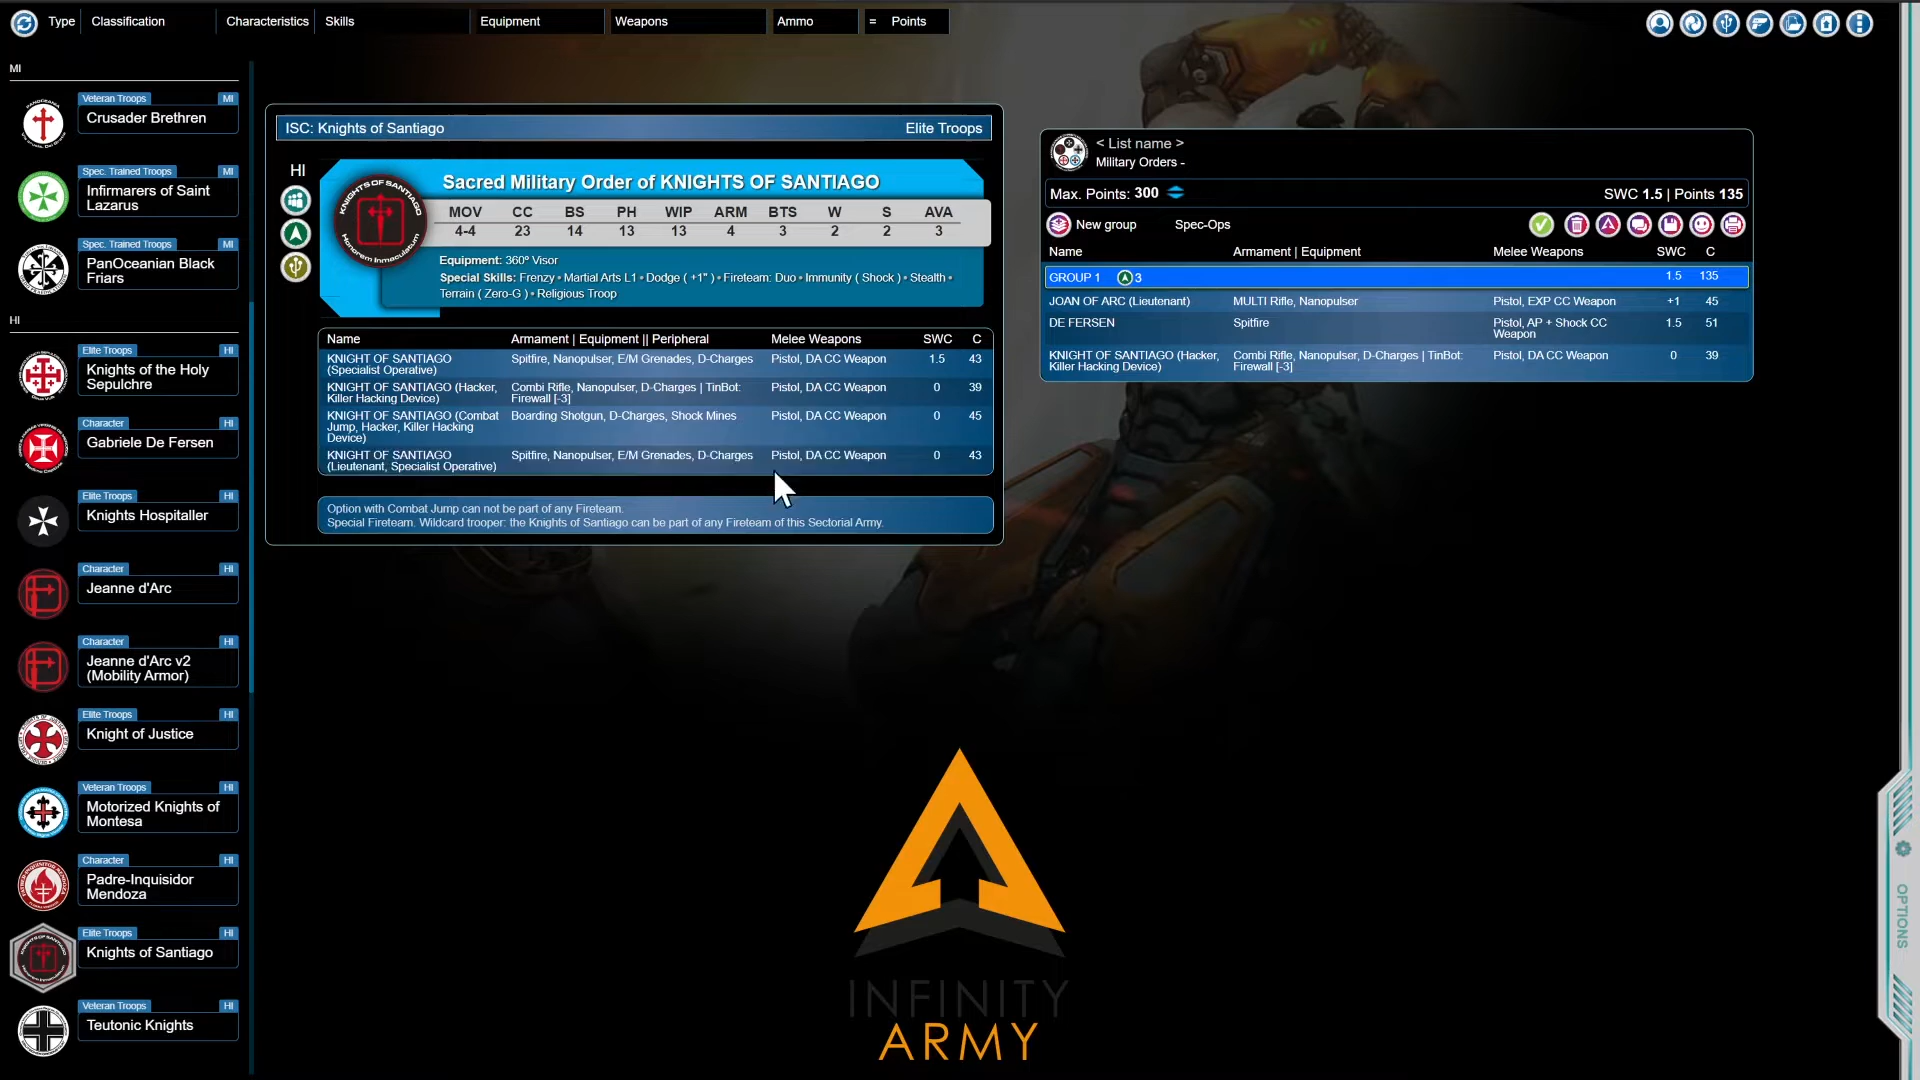 Type Classification Characteristics Skills Equipment Weapons Ammo = Points
MI
Veteran Troops MI
Crusader Brethren
Spec. Trained Troops MI
Infirmarers of Saint
Lazarus
Spec. Trained Troops MI
PanOceanian Black
Friars
HI
Elite Troops HI
Knights of the Holy
Sepulchre
Character HI
Gabriele De Fersen
Elite Troops HI
Knights Hospitaller
Character HI
Jeanne d'Arc
Character HI
Jeanne d'Arc v2
(Mobility Armor)
Elite Troops HI
Knight of Justice
Veteran Troops HI
Motorized Knights of
Montesa
Character HI
Padre-Inquisidor
Mendoza
Elite Troops HI
Knights of Santiago
Veteran Troops HI
Teutonic Knights
ISC: Knights of Santiago Elite Troops
HI
KNIGHTS OF SANTIAGO
Sacred Military Order of KNIGHTS OF SANTIAGO
MOV CC BS PH WIP ARM BTS W S AVA
4-4 23 14 13 13 4 3 2 2 3
Equipment: 360º Visor
Special Skills: Frenzy • Martial Arts L1 • Dodge ( +1" ) • Fireteam: Duo • Immunity ( Shock ) • Stealth •
Terrain ( Zero-G ) • Religious Troop
Name Armament | Equipment || Peripheral Melee Weapons SWC C
KNIGHT OF SANTIAGO Spitfire, Nanopulser, E/M Grenades, D-Charges Pistol, DA CC Weapon 1.5 43
(Specialist Operative)
KNIGHT OF SANTIAGO (Hacker, Combi Rifle, Nanopulser, D-Charges | TinBot: Pistol, DA CC Weapon 0 39
Killer Hacking Device) Firewall [-3]
KNIGHT OF SANTIAGO (Combat Boarding Shotgun, D-Charges, Shock Mines Pistol, DA CC Weapon 0 45
Jump, Hacker, Killer Hacking
Device)
KNIGHT OF SANTIAGO Spitfire, Nanopulser, E/M Grenades, D-Charges Pistol, DA CC Weapon 0 43
(Lieutenant, Specialist Operative)
Option with Combat Jump can not be part of any Fireteam.
Special Fireteam. Wildcard trooper: the Knights of Santiago can be part of any Fireteam of this Sectorial Army.
< List name >
Military Orders -
Max. Points: 300 SWC 1.5 | Points 135
New group Spec-Ops
Name Armament | Equipment Melee Weapons SWC C
GROUP 1 3 1.5 135
JOAN OF ARC (Lieutenant) MULTI Rifle, Nanopulser Pistol, EXP CC Weapon +1 45
DE FERSEN Spitfire Pistol, AP + Shock CC 1.5 51
Weapon
KNIGHT OF SANTIAGO (Hacker, Combi Rifle, Nanopulser, D-Charges | TinBot: Pistol, DA CC Weapon 0 39
Killer Hacking Device) Firewall [-3]
INFINITY
ARMY
OPTIONS